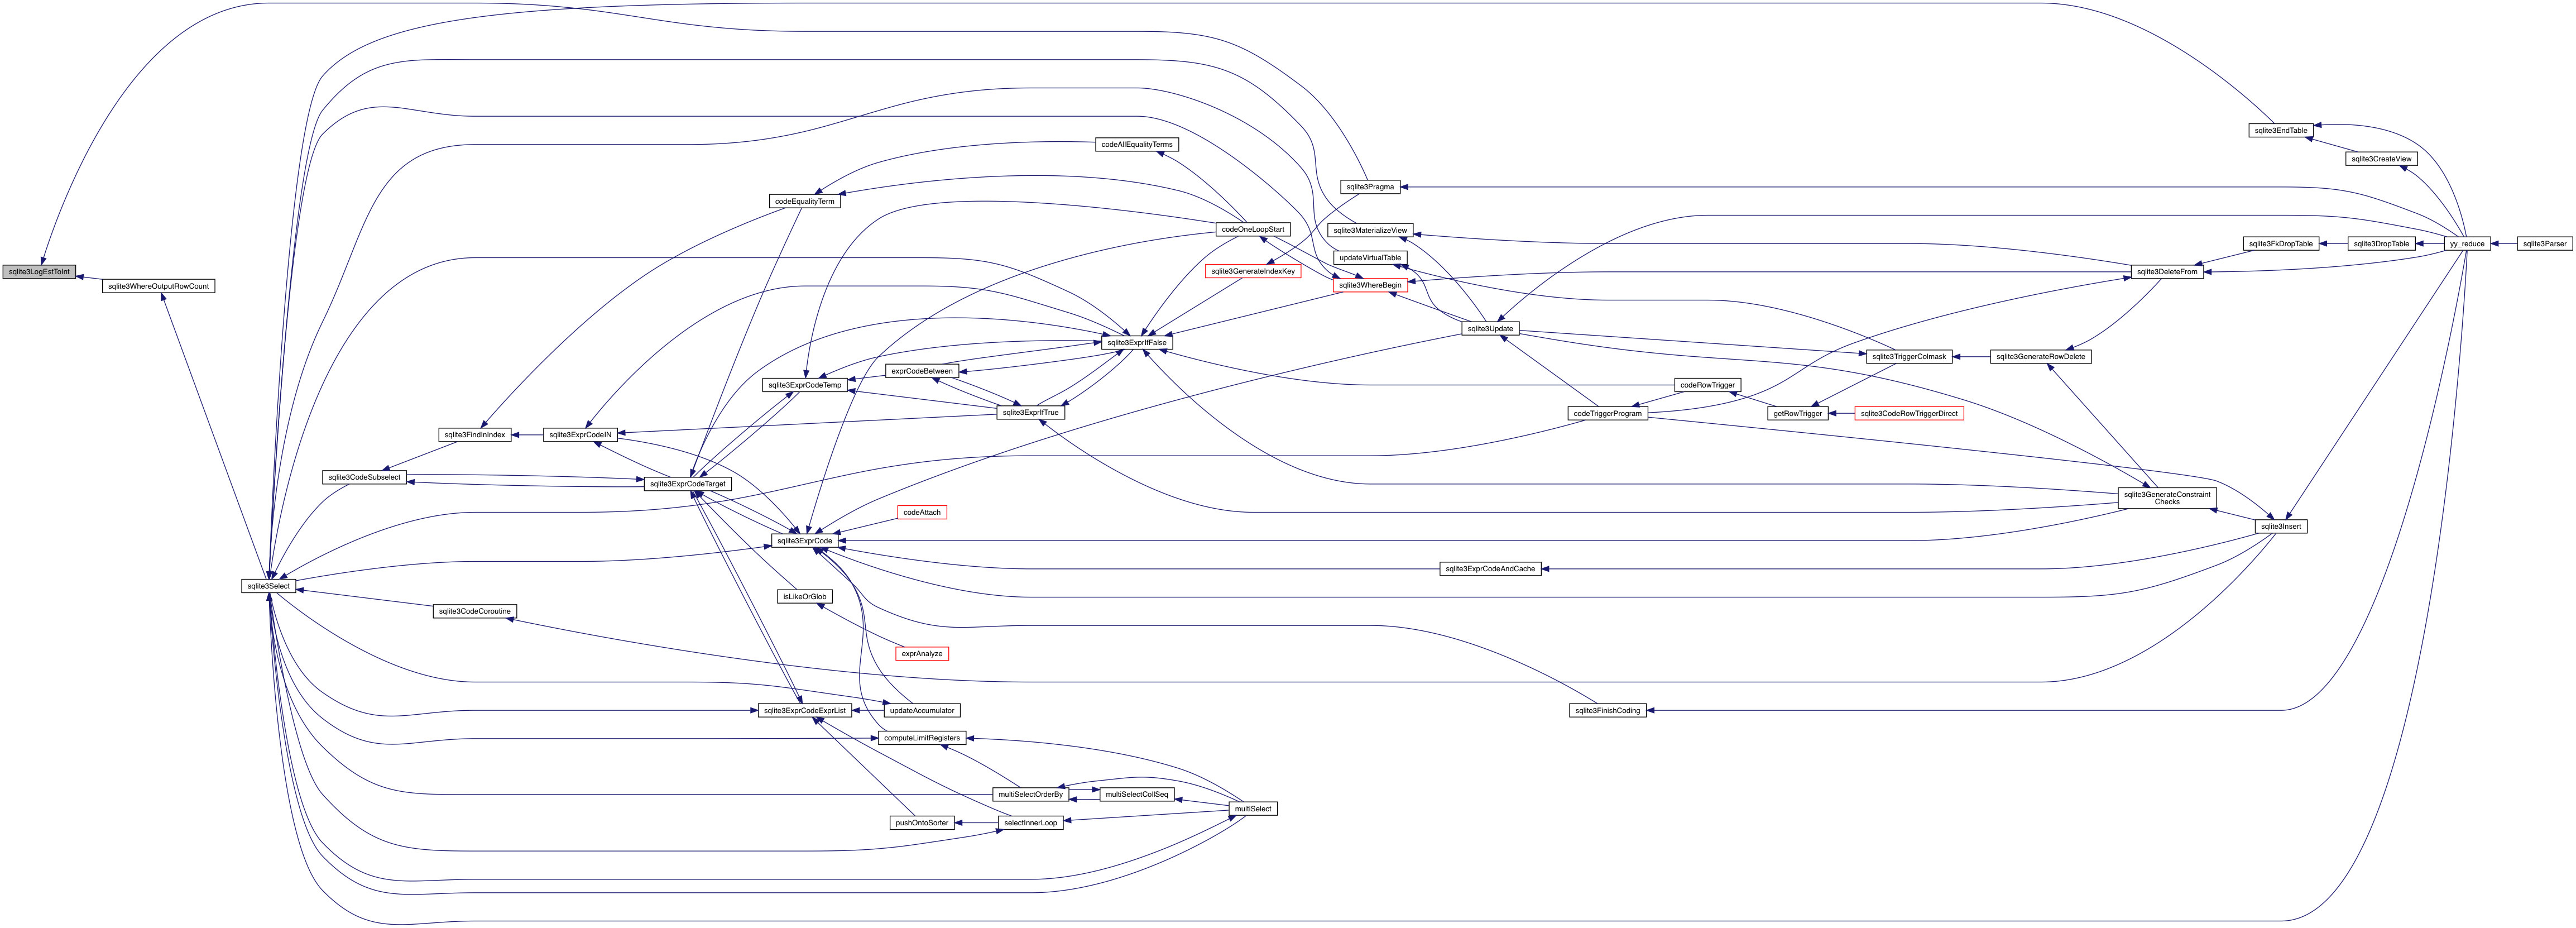 sqlite3EndTable
codeAllEqualityTerms
sqlite3CreateView
sqlite3Pragma
codeEqualityTerm
codeOneLoopStart
sqlite3MaterializeView
sqlite3FkDropTable
sqlite3DropTable
yy_reduce
sqlite3Parser
updateVirtualTable
sqlite3LogEstToInt
sqlite3GenerateIndexKey
sqlite3DeleteFrom
sqlite3WhereOutputRowCount
sqlite3WhereBegin
sqlite3Update
sqlite3ExprIfFalse
sqlite3TriggerColmask
sqlite3GenerateRowDelete
exprCodeBetween
sqlite3ExprCodeTemp
codeRowTrigger
sqlite3ExprIfTrue
codeTriggerProgram
getRowTrigger
sqlite3CodeRowTriggerDirect
sqlite3FindInIndex
sqlite3ExprCodeIN
sqlite3CodeSubselect
sqlite3ExprCodeTarget
sqlite3GenerateConstraint
Checks
codeAttach
sqlite3Insert
sqlite3ExprCode
sqlite3ExprCodeAndCache
sqlite3Select
isLikeOrGlob
sqlite3CodeCoroutine
exprAnalyze
sqlite3ExprCodeExprList
updateAccumulator
sqlite3FinishCoding
computeLimitRegisters
multiSelectOrderBy
multiSelectCollSeq
multiSelect
pushOntoSorter
selectInnerLoop